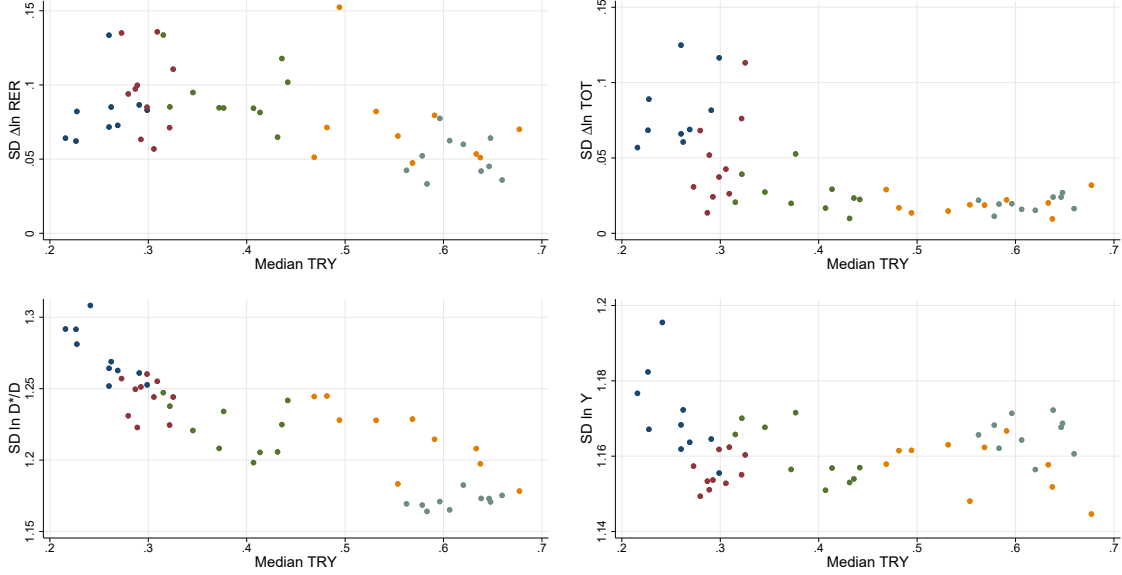 SD Δln RER
.15
.1
.05
0
.2 .3 .4 .5 .6 .7
Median TRY
SD Δln TOT
.15
.1
.05
0
.2 .3 .4 .5 .6 .7
Median TRY
SD ln D*/D
1.3
1.25
1.2
1.15
.2 .3 .4 .5 .6 .7
Median TRY
SD ln Y
1.2
1.18
1.16
1.14
.2 .3 .4 .5 .6 .7
Median TRY